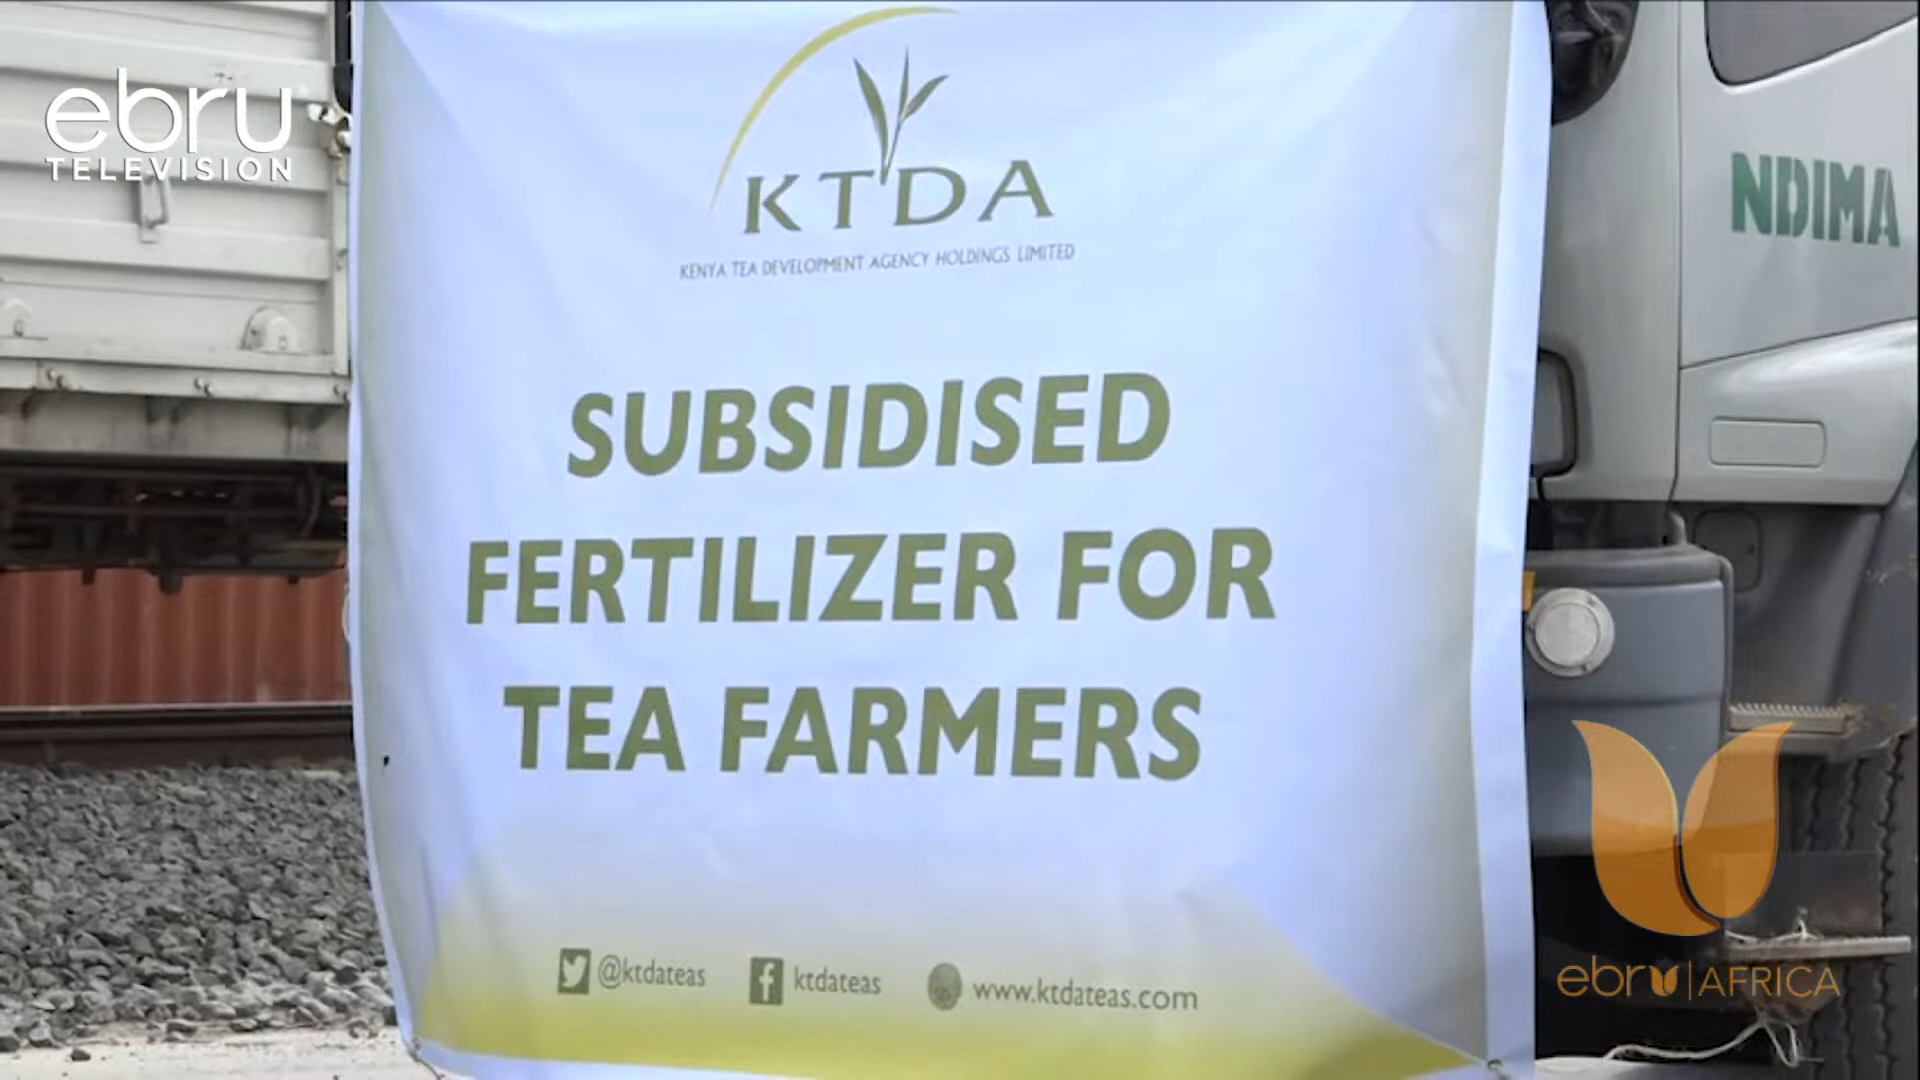 ebru
TELEVISION
KTDA
KENYA TEA DEVELOPMENT AGENCY HOLDINGS LIMITED
NDIMA
SUBSIDISED
FERTILIZER FOR
TEA FARMERS
@ktdateas ktdateas www.ktdateas.com
ebru|AFRICA